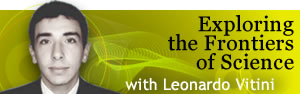 Exploring
the Frontiers
of Science
with Leonardo Vitini